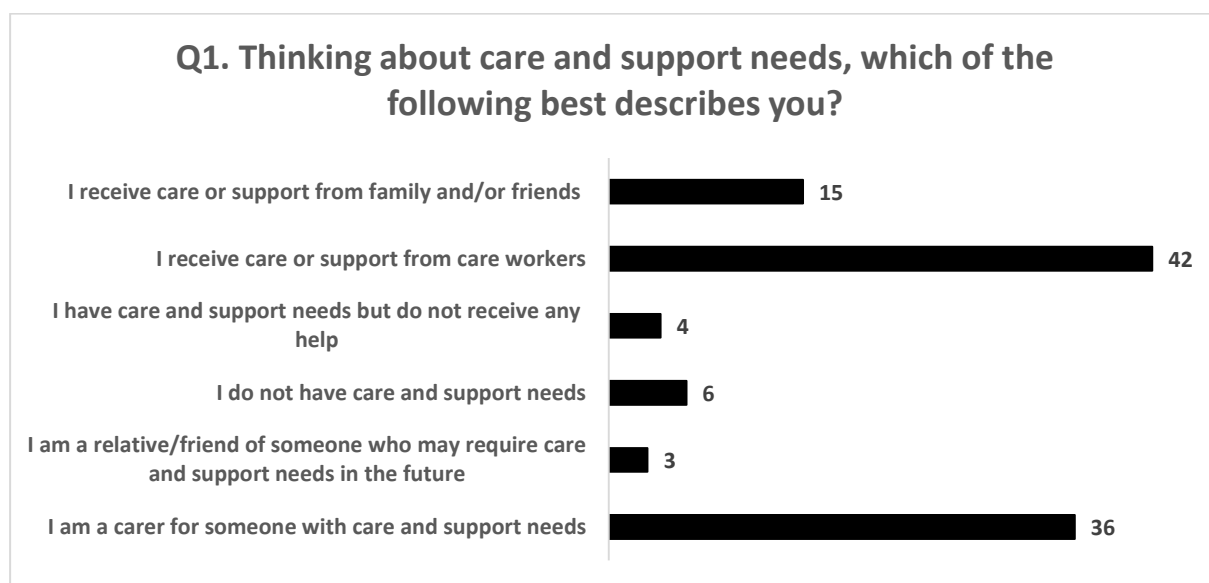 Q1. Thinking about care and support needs, which of the
following best describes you?
I receive care or support from family and/or friends
15
I receive care or support from care workers
42
I have care and support needs but do not receive any
help
4
I do not have care and support needs
6
I am a relative/friend of someone who may require care
and support needs in the future
3
I am a carer for someone with care and support needs
36